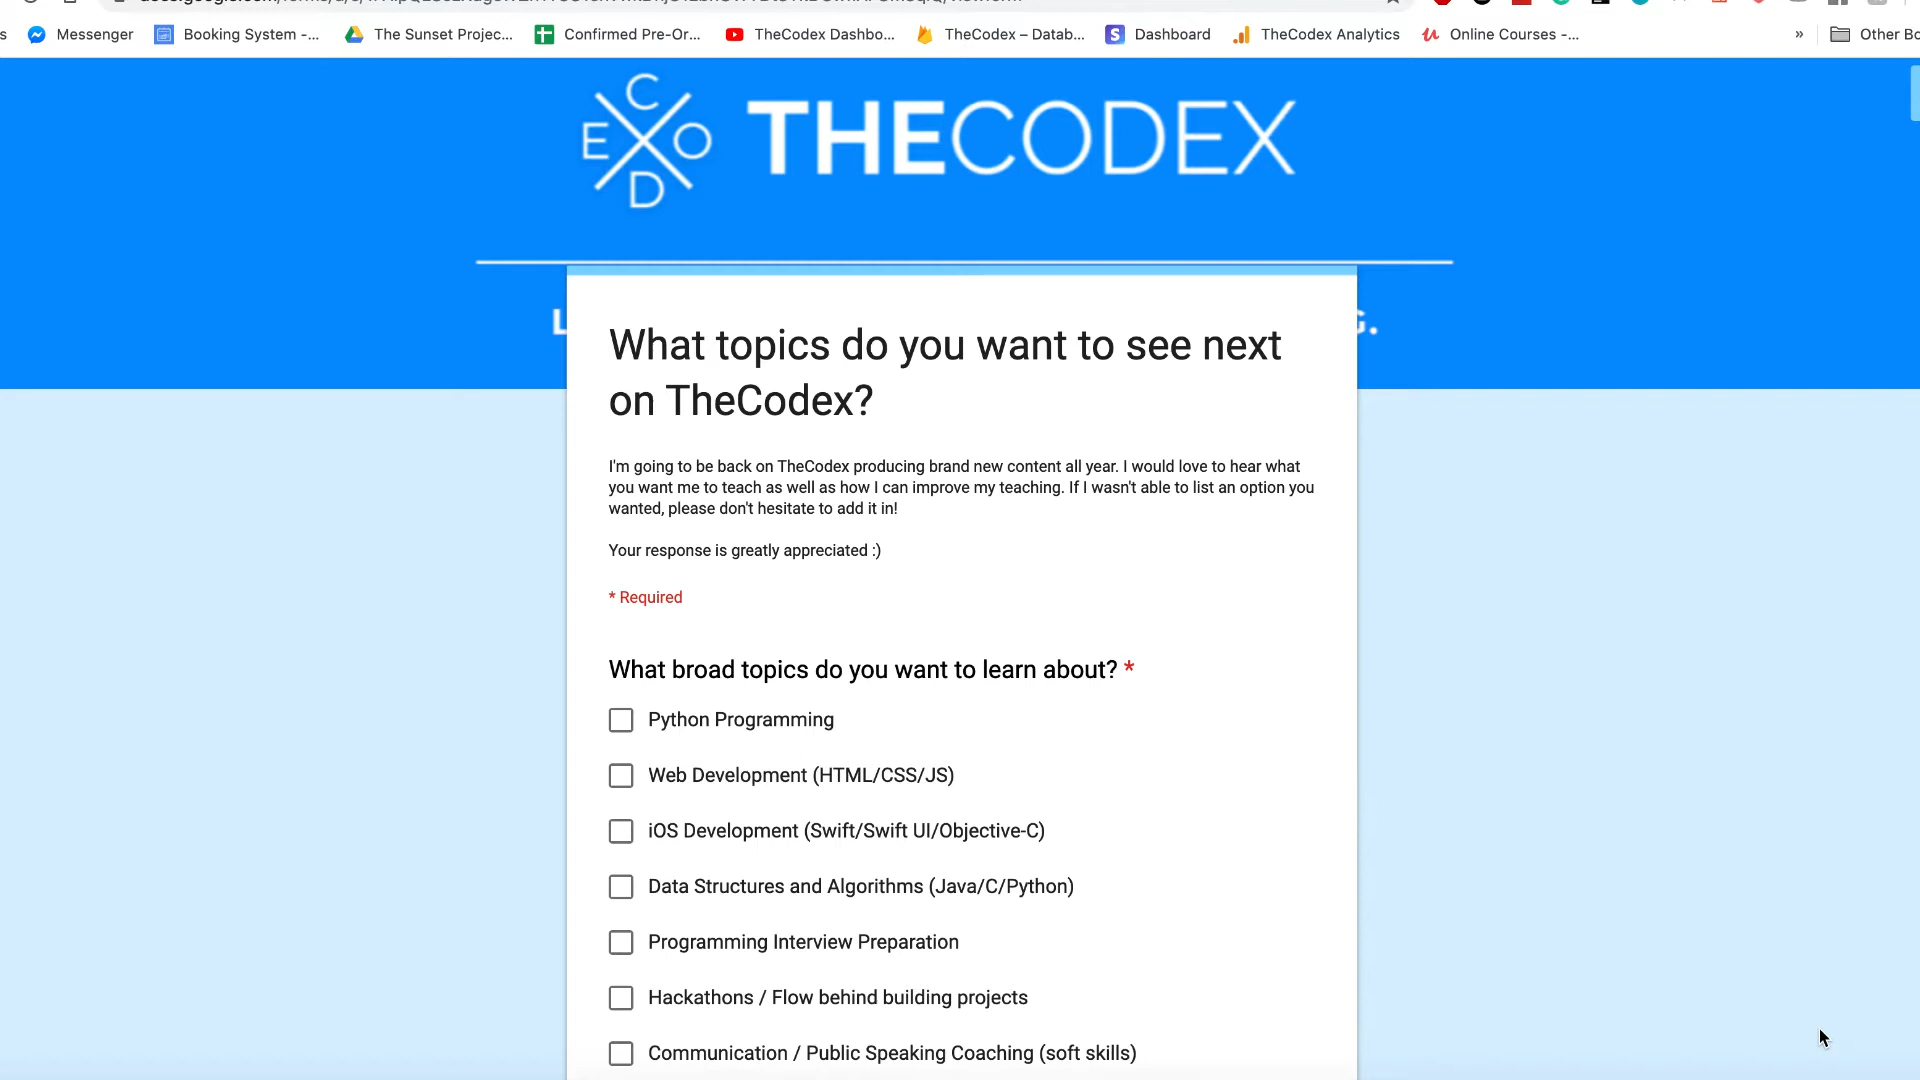 Messenger
Booking System -...
The Sunset Projec...
Confirmed Pre-Or...
TheCodex Dashbo...
TheCodex – Datab...
Dashboard
TheCodex Analytics
Online Courses -...
»
Other Bo
C
E O
D
THECODEX
What topics do you want to see next
on TheCodex?
I'm going to be back on TheCodex producing brand new content all year. I would love to hear what
you want me to teach as well as how I can improve my teaching. If I wasn't able to list an option you
wanted, please don't hesitate to add it in!
Your response is greatly appreciated :)
* Required
What broad topics do you want to learn about? *
Python Programming
Web Development (HTML/CSS/JS)
iOS Development (Swift/Swift UI/Objective-C)
Data Structures and Algorithms (Java/C/Python)
Programming Interview Preparation
Hackathons / Flow behind building projects
Communication / Public Speaking Coaching (soft skills)